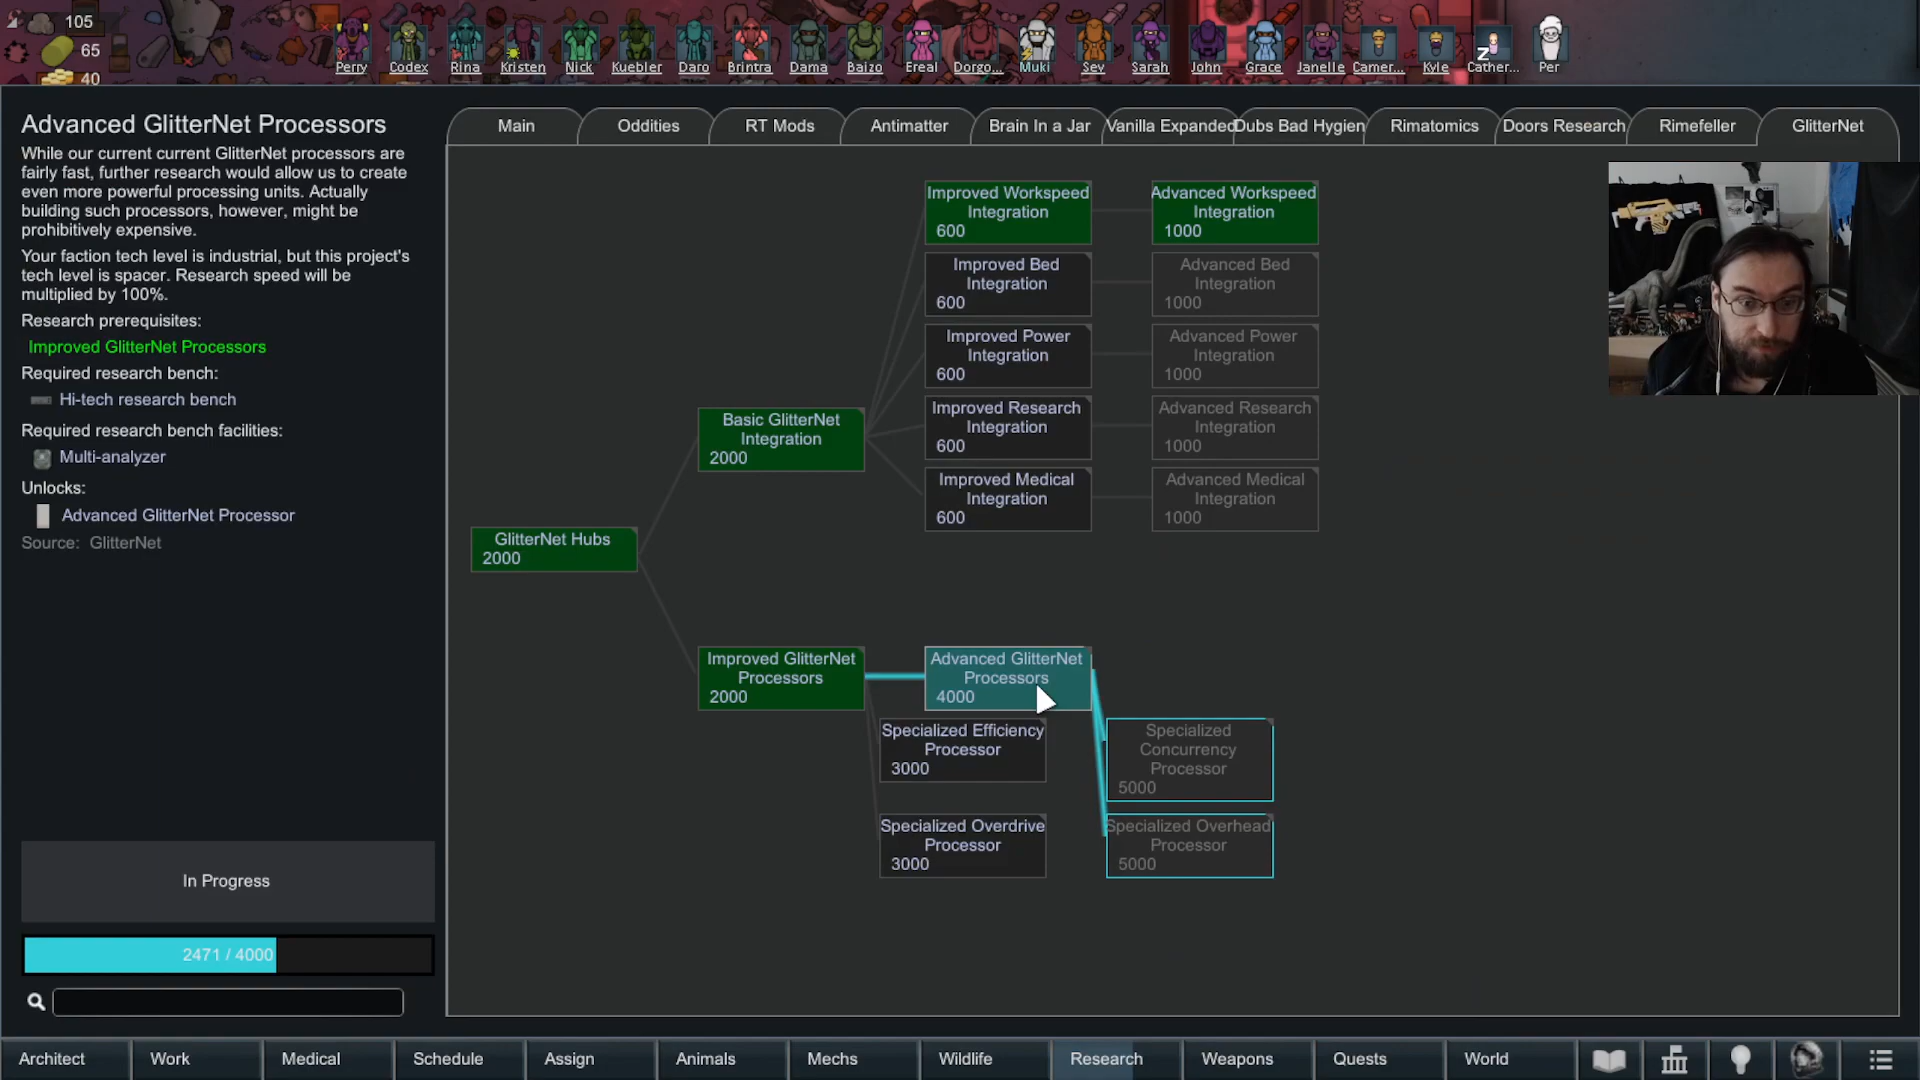 105
65
40
Perry
Codex
Rina
Kristen
Nick
Kuebler
Daro
Brintra
Dama
Baizo
Ereal
Dorgo...
Muki
Sev
Sarah
John
Grace
Janelle
Camer...
Kyle
Z
Cather...
Per
Advanced GlitterNet Processors
While our current current GlitterNet processors are
fairly fast, further research would allow us to create
even more powerful processing units. Actually
building such processors, however, might be
prohibitively expensive.
Your faction tech level is industrial, but this project's
tech level is spacer. Research speed will be
multiplied by 100%.
Research prerequisites:
Improved GlitterNet Processors
Required research bench:
Hi-tech research bench
Required research bench facilities:
Multi-analyzer
Unlocks:
Advanced GlitterNet Processor
Source: GlitterNet
In Progress
2471 / 4000
Main
Oddities
RT Mods
Antimatter
Brain In a Jar
Vanilla Expanded
Dubs Bad Hygien
Rimatomics
Doors Research
Rimefeller
GlitterNet
Improved Workspeed
Integration
600
Advanced Workspeed
Integration
1000
Improved Bed
Integration
600
Advanced Bed
Integration
1000
Improved Power
Integration
600
Advanced Power
Integration
1000
Improved Research
Integration
600
Advanced Research
Integration
1000
Improved Medical
Integration
600
Advanced Medical
Integration
1000
Basic GlitterNet
Integration
2000
GlitterNet Hubs
2000
Improved GlitterNet
Processors
2000
Advanced GlitterNet
Processors
4000
Specialized Efficiency
Processor
3000
Specialized
Concurrency
Processor
5000
Specialized Overdrive
Processor
3000
Specialized Overhead
Processor
5000
Architect
Work
Medical
Schedule
Assign
Animals
Mechs
Wildlife
Research
Weapons
Quests
World